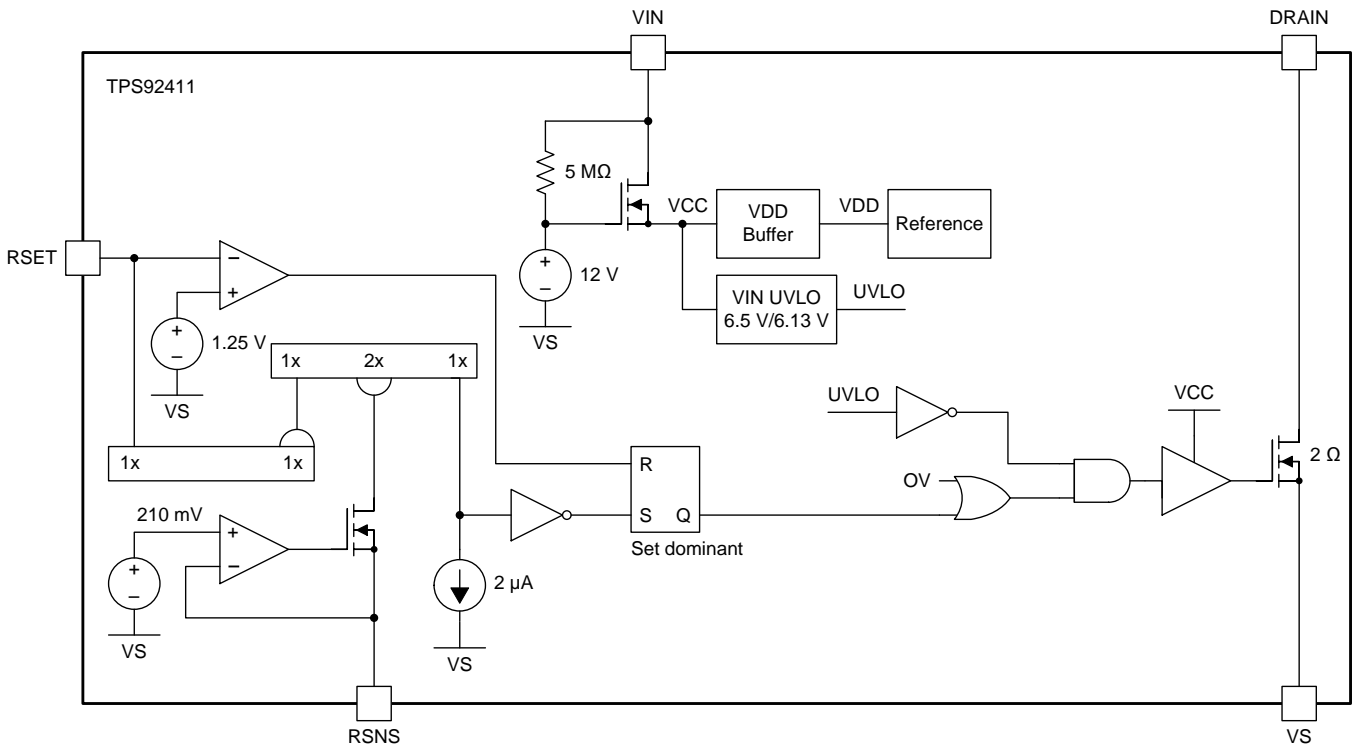 VIN
DRAIN
TPS92411
5 MΩ
VCC
VDD
Buffer
VDD
Reference
RSET
−
+
+
−
12 V
VIN UVLO
6.5 V/6.13 V
UVLO
+
−
1.25 V
VS
1x
2x
1x
VS
UVLO
VCC
1x
1x
R
S
Q
OV
2 Ω
210 mV
+
−
Set dominant
+
−
2 µA
VS
VS
RSNS
VS